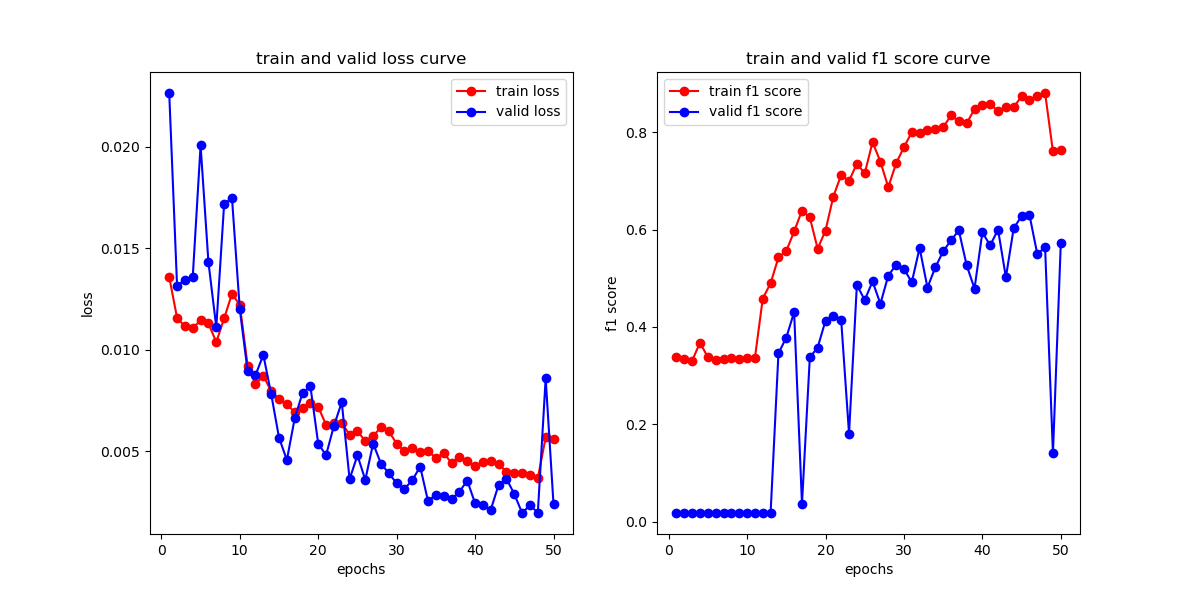 train and valid loss curve
train loss
valid loss
0.020
0.015
0.010
0.005
loss
0 10 20 30 40 50
epochs
train and valid f1 score curve
train f1 score
valid f1 score
0.8
0.6
0.4
0.2
0.0
f1 score
0 10 20 30 40 50
epochs